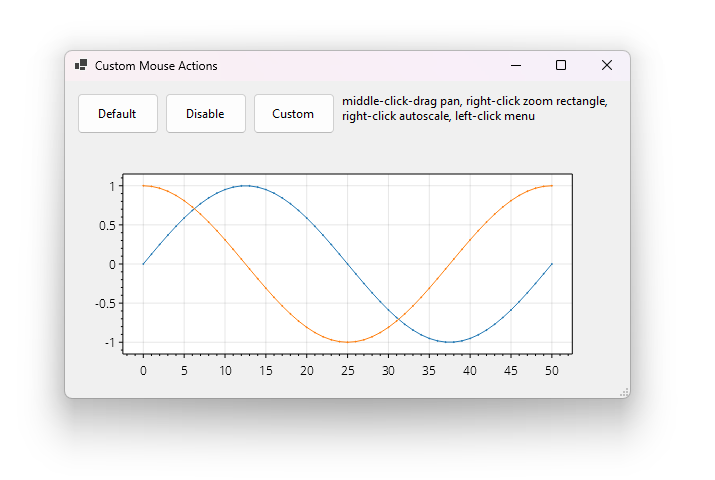 Custom Mouse Actions
Default
Disable
Custom
middle-click-drag pan, right-click zoom rectangle,
right-click autoscale, left-click menu
1
0.5
0
-0.5
-1
0 5 10 15 20 25 30 35 40 45 50